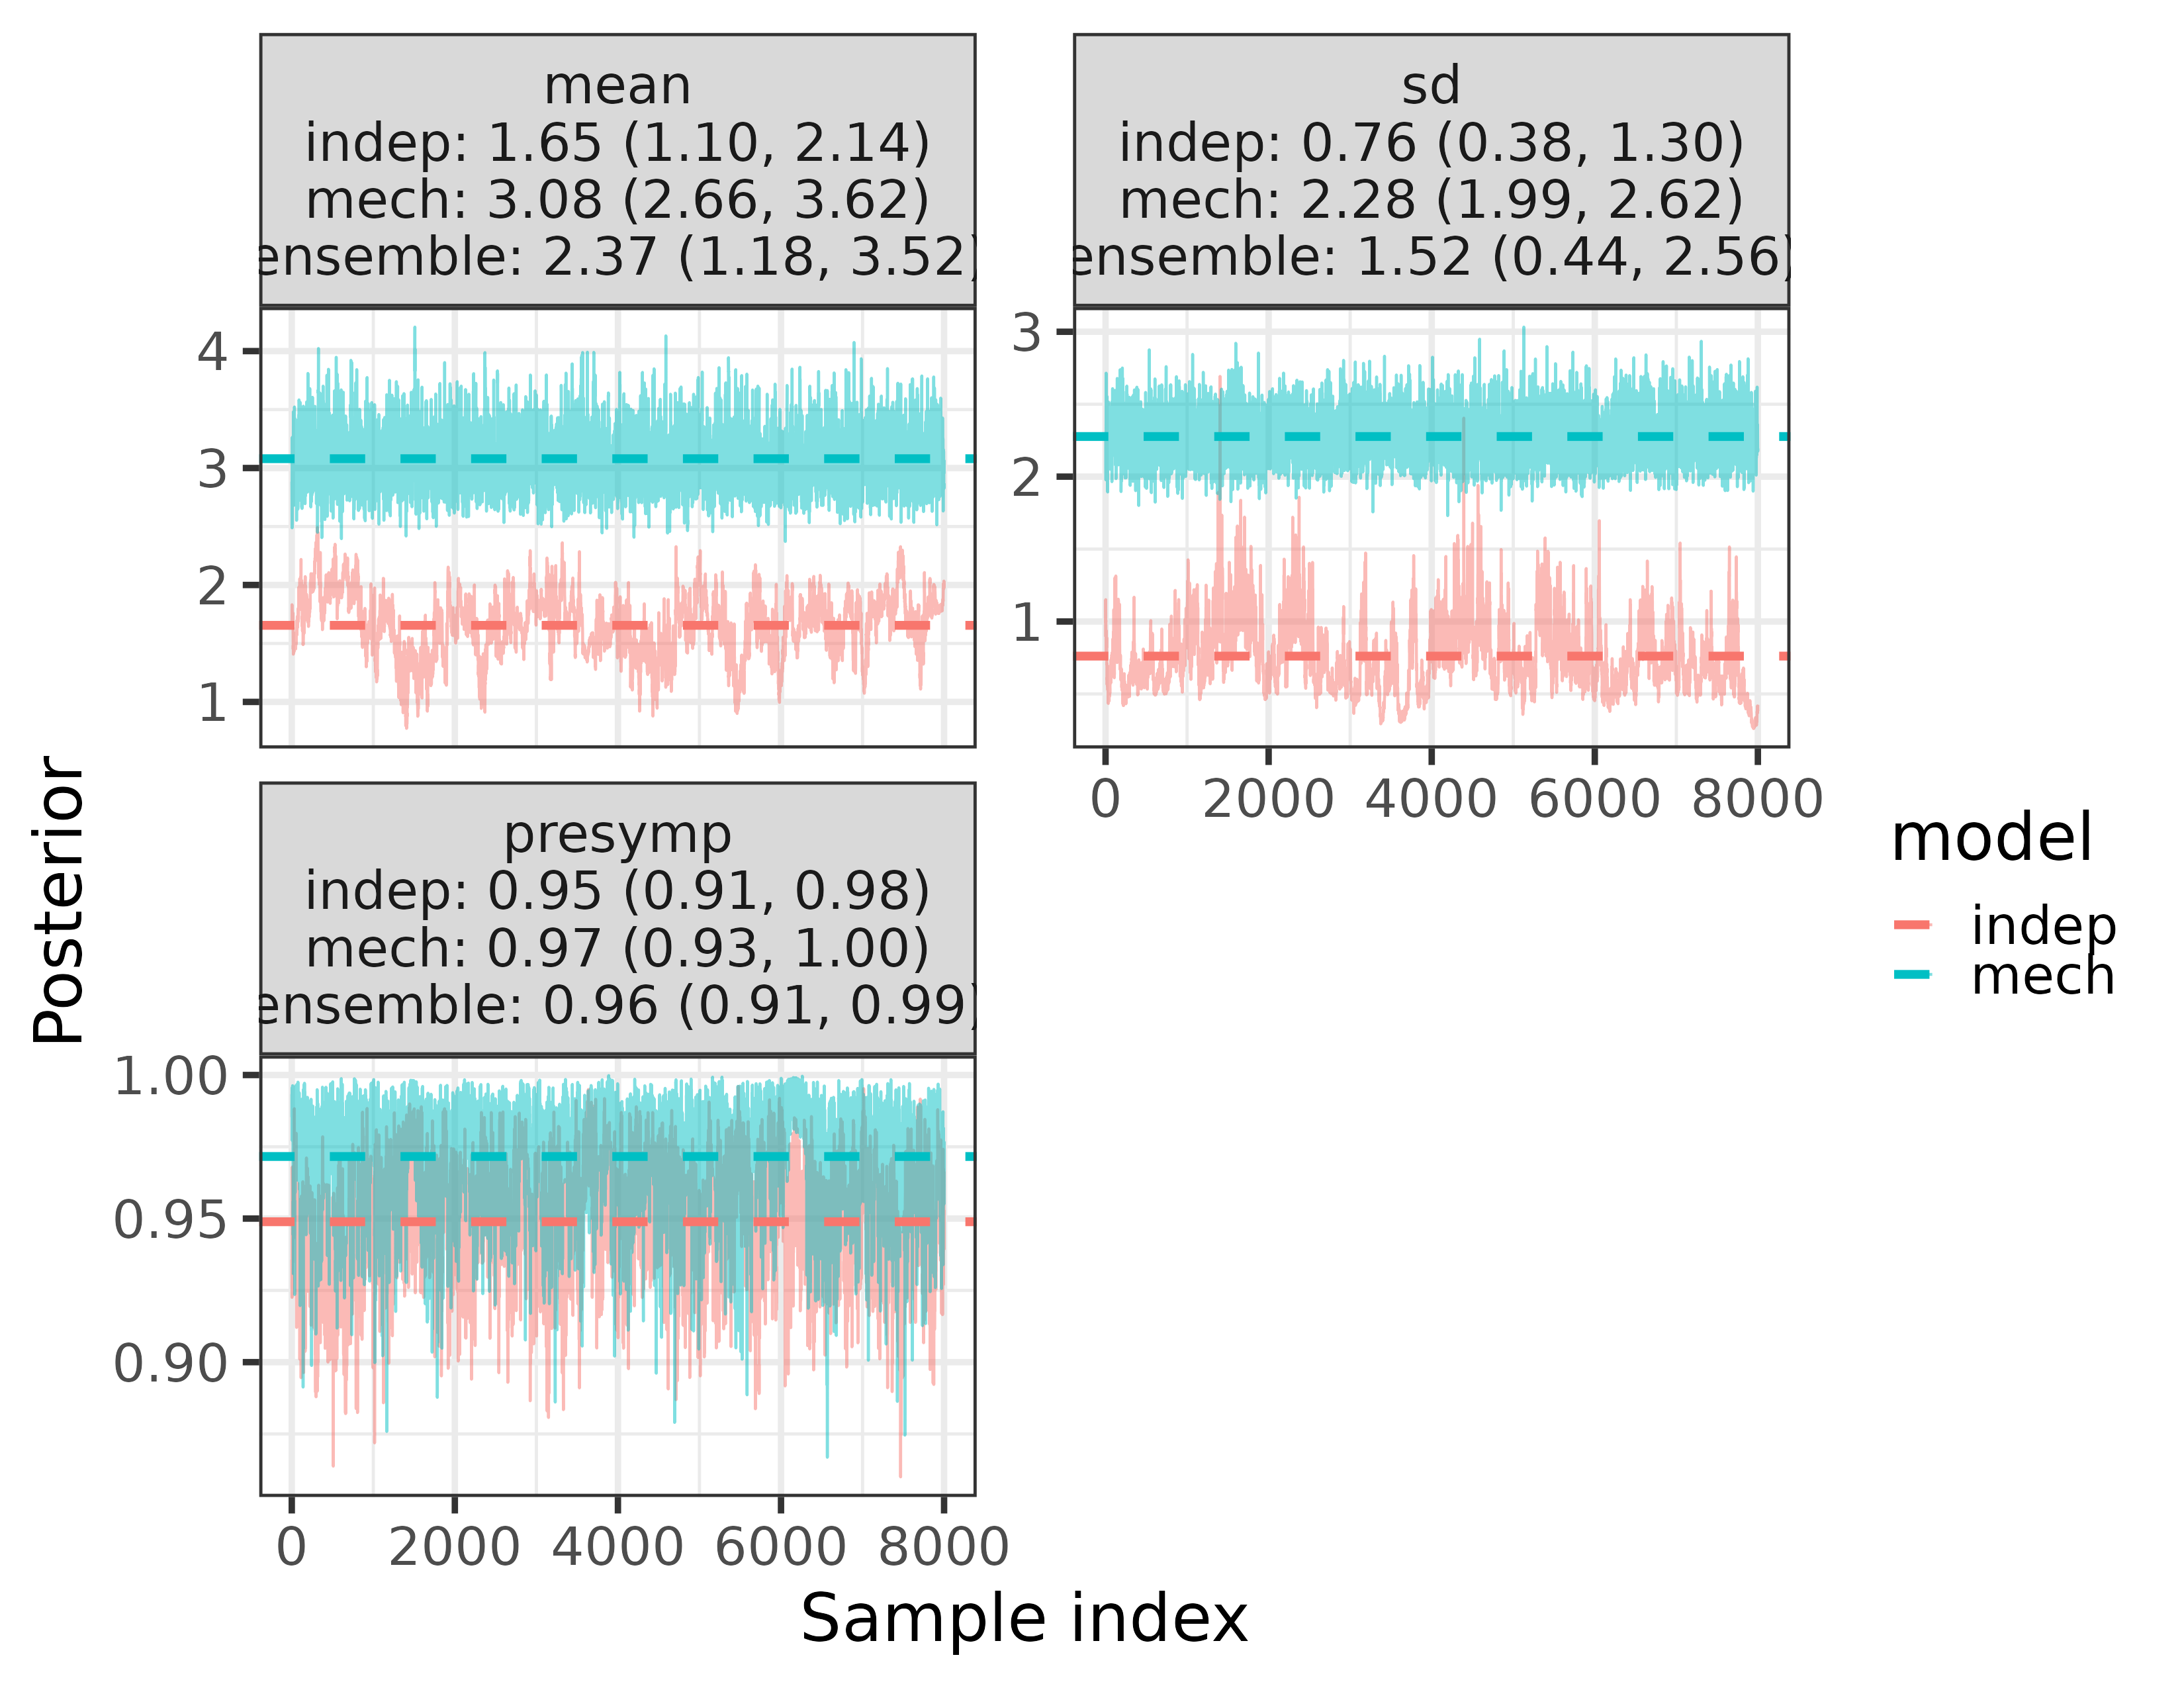 mean
indep: 1.65 (1.10, 2.14)
mech: 3.08 (2.66, 3.62)
ensemble: 2.37 (1.18, 3.52)
sd
indep: 0.76 (0.38, 1.30)
mech: 2.28 (1.99, 2.62)
ensemble: 1.52 (0.44, 2.56)
4
3
2
1
3
2
1
0 2000 4000 6000 8000
presymp
indep: 0.95 (0.91, 0.98)
mech: 0.97 (0.93, 1.00)
ensemble: 0.96 (0.91, 0.99)
1.00
0.95
0.90
0 2000 4000 6000 8000
Sample index
Posterior
model
indep
mech